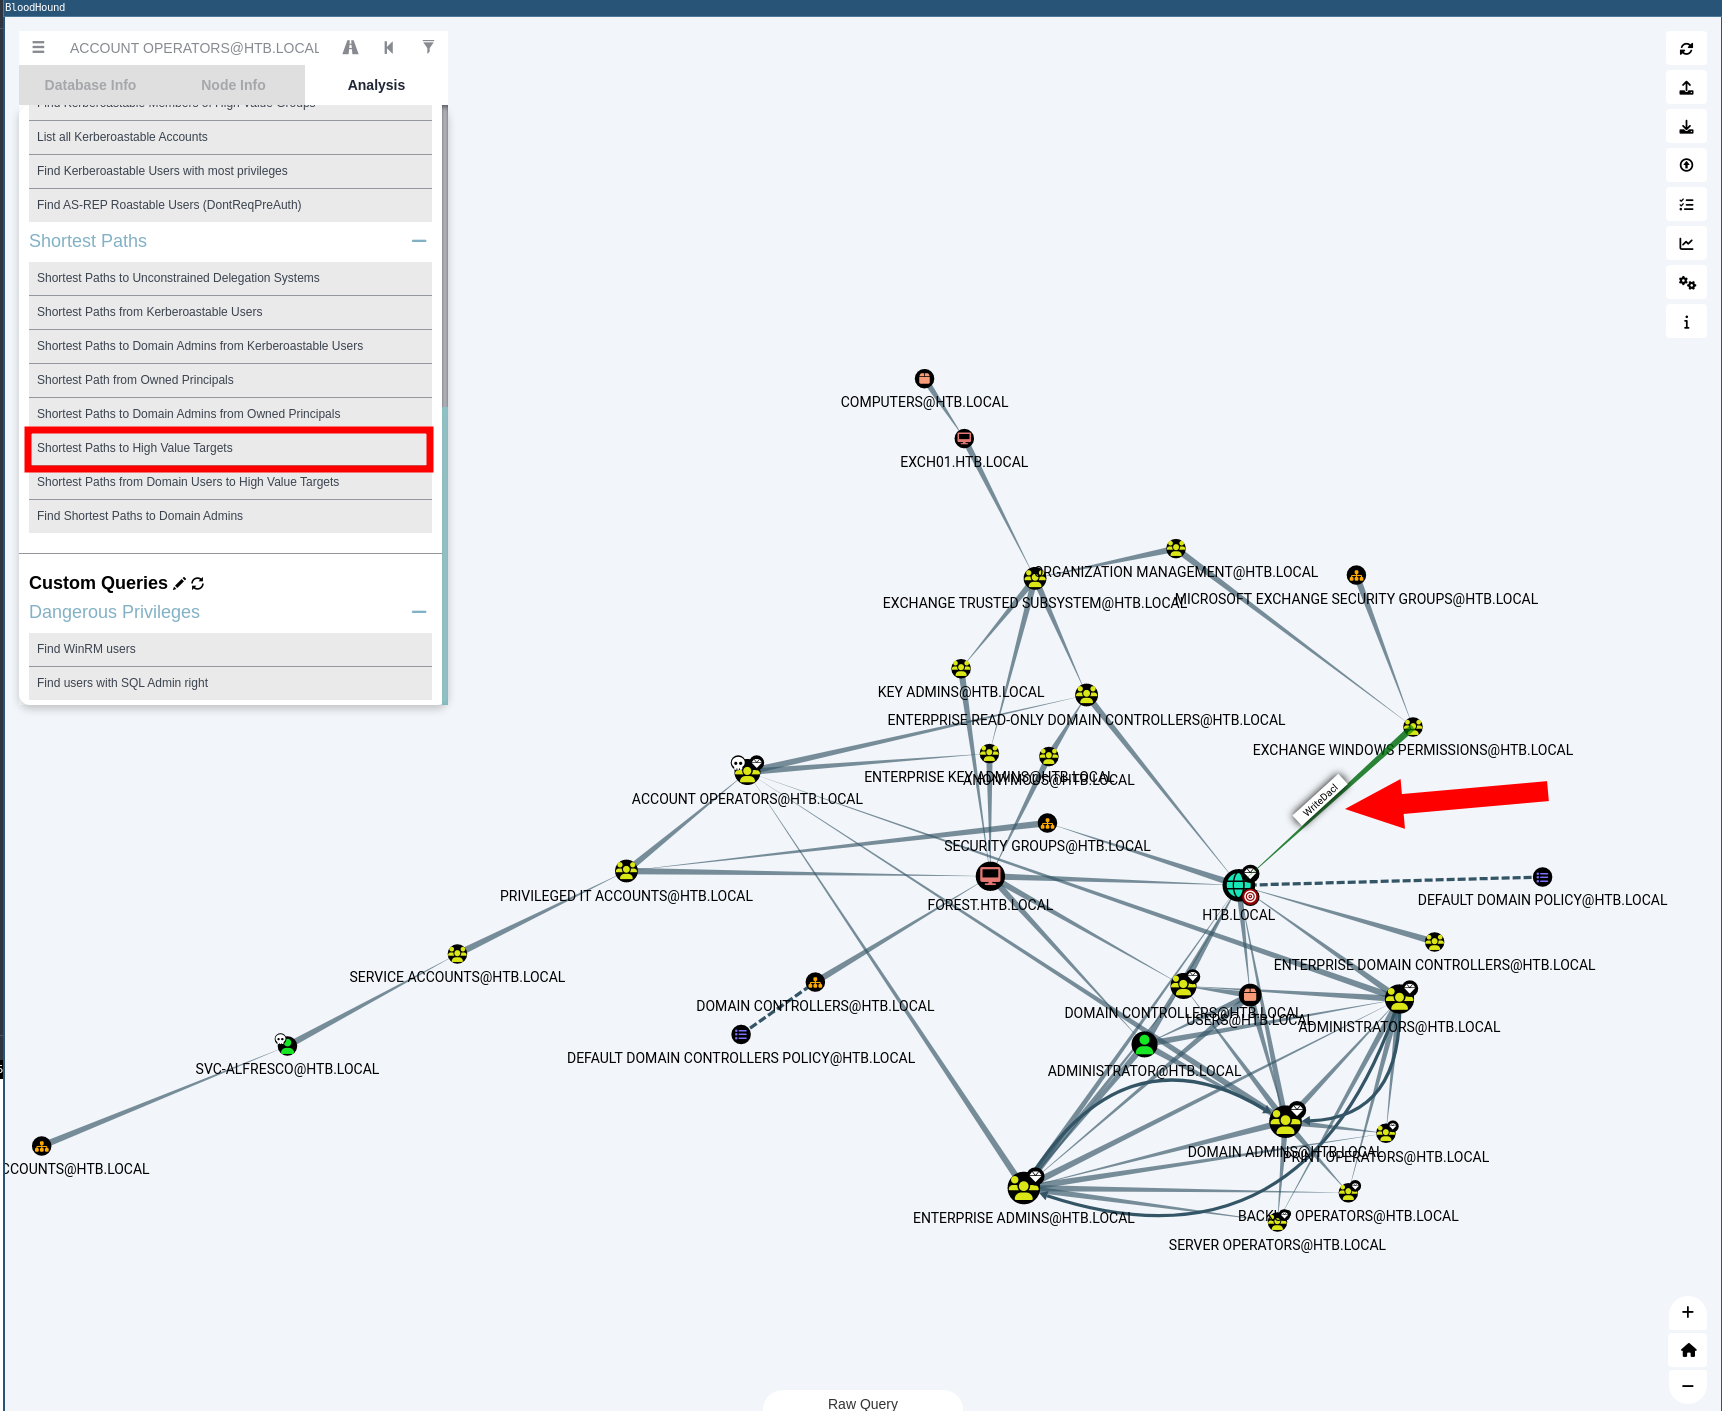 BloodHound
ACCOUNT OPERATORS@HTB.LOCAL
Database Info
Node Info
Analysis
Find Kerberoastable Members of High Value Groups
List all Kerberoastable Accounts
Find Kerberoastable Users with most privileges
Find AS-REP Roastable Users (DontReqPreAuth)
Shortest Paths
Shortest Paths to Unconstrained Delegation Systems
Shortest Paths from Kerberoastable Users
Shortest Paths to Domain Admins from Kerberoastable Users
Shortest Path from Owned Principals
Shortest Paths to Domain Admins from Owned Principals
Shortest Paths to High Value Targets
Shortest Paths from Domain Users to High Value Targets
Find Shortest Paths to Domain Admins
Custom Queries
Dangerous Privileges
Find WinRM users
Find users with SQL Admin right
COMPUTERS@HTB.LOCAL
EXCH01.HTB.LOCAL
ORGANIZATION MANAGEMENT@HTB.LOCAL
EXCHANGE TRUSTED SUBSYSTEM@HTB.LOCAL
MICROSOFT EXCHANGE SECURITY GROUPS@HTB.LOCAL
KEY ADMINS@HTB.LOCAL
ENTERPRISE READ-ONLY DOMAIN CONTROLLERS@HTB.LOCAL
EXCHANGE WINDOWS PERMISSIONS@HTB.LOCAL
ENTERPRISE KEY ADMINS@HTB.LOCAL
ANONYMOUS@HTB.LOCAL
ACCOUNT OPERATORS@HTB.LOCAL
WriteDacl
SECURITY GROUPS@HTB.LOCAL
PRIVILEGED IT ACCOUNTS@HTB.LOCAL
FOREST.HTB.LOCAL
HTB.LOCAL
DEFAULT DOMAIN POLICY@HTB.LOCAL
ENTERPRISE DOMAIN CONTROLLERS@HTB.LOCAL
SERVICE ACCOUNTS@HTB.LOCAL
DOMAIN CONTROLLERS@HTB.LOCAL
DOMAIN CONTROLLERS@HTB.LOCAL
USERS@HTB.LOCAL
ADMINISTRATORS@HTB.LOCAL
DEFAULT DOMAIN CONTROLLERS POLICY@HTB.LOCAL
SVC-ALFRESCO@HTB.LOCAL
ADMINISTRATOR@HTB.LOCAL
DOMAIN ADMINS@HTB.LOCAL
PRINT OPERATORS@HTB.LOCAL
CCOUNTS@HTB.LOCAL
ENTERPRISE ADMINS@HTB.LOCAL
BACKUP OPERATORS@HTB.LOCAL
SERVER OPERATORS@HTB.LOCAL
Raw Query